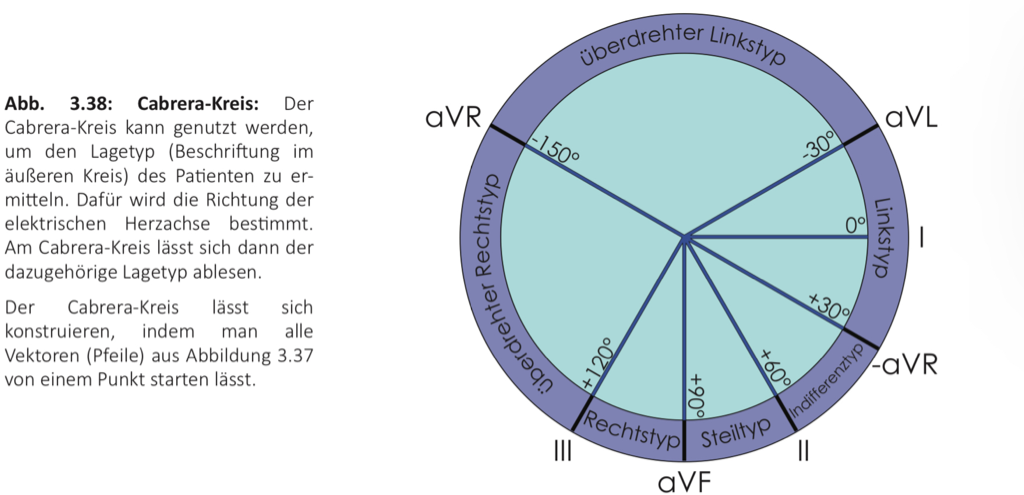 Abb. 3.38: Cabrera-Kreis: Der
Cabrera-Kreis kann genutzt werden,
um den Lagetyp (Beschriftung im
äußeren Kreis) des Patienten zu er-
mitteln. Dafür wird die Richtung der
elektrischen Herzachse bestimmt.
Am Cabrera-Kreis lässt sich dann der
dazugehörige Lagetyp ablesen.
Der Cabrera-Kreis lässt sich
konstruieren, indem man alle
Vektoren (Pfeile) aus Abbildung 3.37
von einem Punkt starten lässt.
überdrehter Linkstyp
aVR
aVL
-150°
-30°
Linkstyp
0°
I
überdrehter Rechtstyp
+30°
-aVR
Indifferenztyp
+120°
+90°
+60°
Rechtstyp
Steiltyp
III
II
aVF